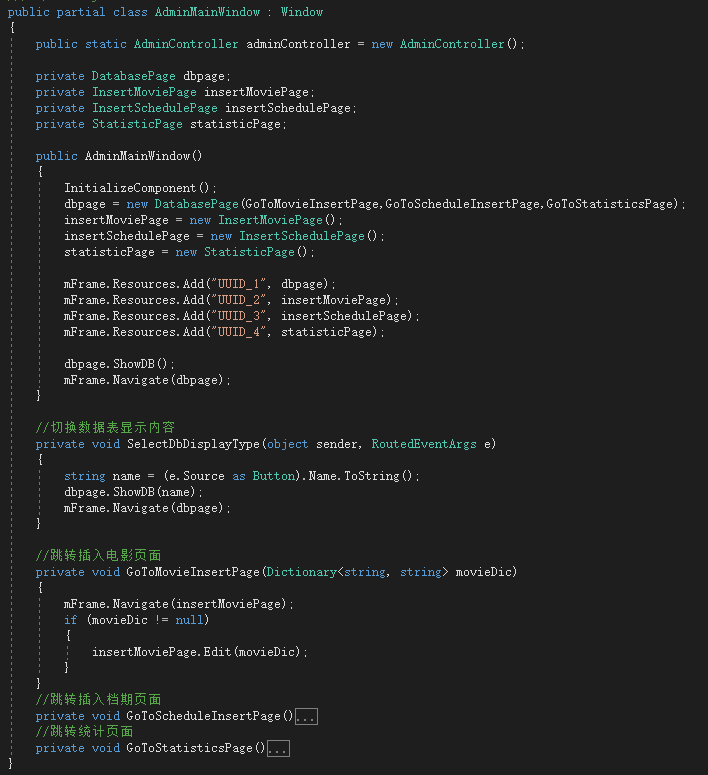 public partial class AdminMainWindow : Window
{
public static AdminController adminController = new AdminController();
private DatabasePage dbpage;
private InsertMoviePage insertMoviePage;
private InsertSchedulePage insertSchedulePage;
private StatisticPage statisticPage;
public AdminMainWindow()
{
InitializeComponent();
dbpage = new DatabasePage(GoToMovieInsertPage,GoToScheduleInsertPage,GoToStatisticsPage);
insertMoviePage = new InsertMoviePage();
insertSchedulePage = new InsertSchedulePage();
statisticPage = new StatisticPage();
mFrame.Resources.Add("UUID_1", dbpage);
mFrame.Resources.Add("UUID_2", insertMoviePage);
mFrame.Resources.Add("UUID_3", insertSchedulePage);
mFrame.Resources.Add("UUID_4", statisticPage);
dbpage.ShowDB();
mFrame.Navigate(dbpage);
}
//切换数据表显示内容
private void SelectDbDisplayType(object sender, RoutedEventArgs e)
{
string name = (e.Source as Button).Name.ToString();
dbpage.ShowDB(name);
mFrame.Navigate(dbpage);
}
//跳转插入电影页面
private void GoToMovieInsertPage(Dictionary<string, string> movieDic)
{
mFrame.Navigate(insertMoviePage);
if (movieDic != null)
{
insertMoviePage.Edit(movieDic);
}
}
//跳转插入档期页面
private void GoToScheduleInsertPage()...
//跳转统计页面
private void GoToStatisticsPage()...
}